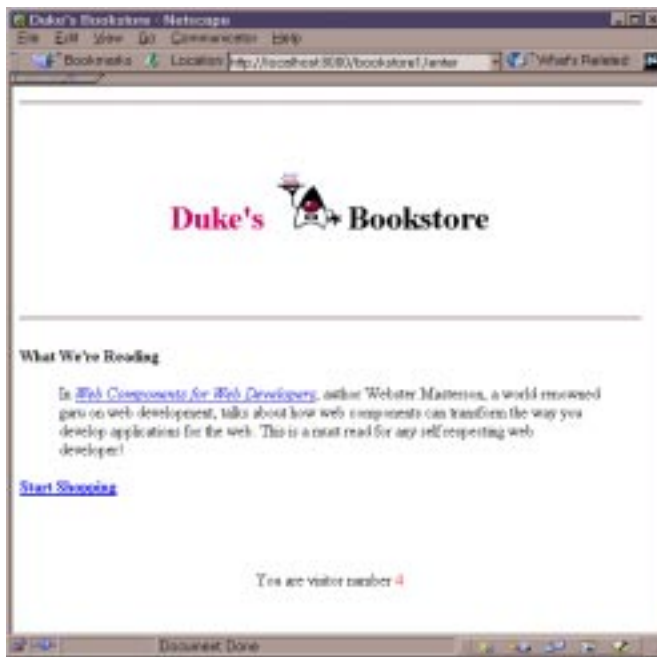 Duke's Bookstore - Netscape
File Edit View Go Communicator Help
Bookmarks Location: http://localhost:8080/bookstore1/enter What's Related
Duke's Bookstore
What We're Reading
In Web Components for Web Developers, author Webster Masterson, a world renowned
guru on web development, talks about how web components can transform the way you
develop applications for the web. This is a must read for any self respecting web
developer!
Start Shopping
You are visitor number 4
Document: Done